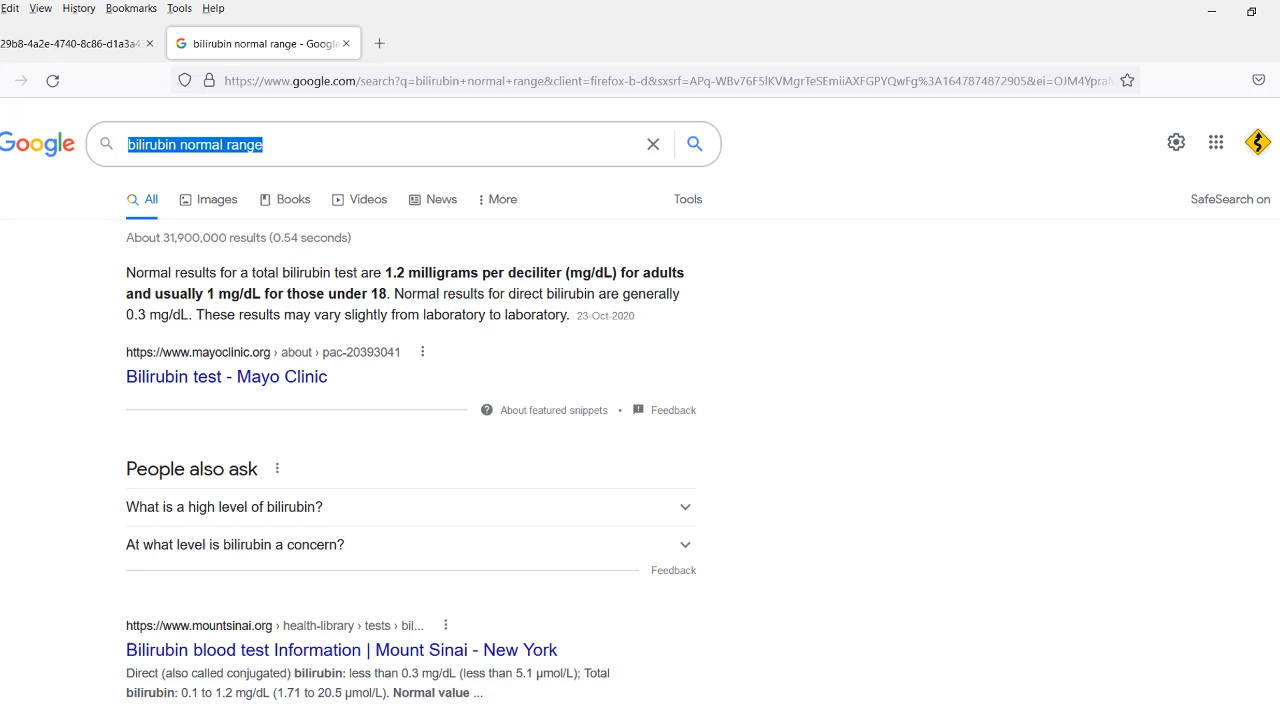 Edit View History Bookmarks Tools Help
29b8-4a2e-4740-8c86-d1a3a4 bilirubin normal range - Google
https://www.google.com/search?q=bilirubin+normal+range&client=firefox-b-d&sxsrf=APq-WBv76F5lKVMgrTeSEmiiAXFGPYQwFg%3A1647874872905&ei=OJM4Ypra
Google bilirubin normal range
All Images Books Videos News More Tools SafeSearch on
About 31,900,000 results (0.54 seconds)
Normal results for a total bilirubin test are 1.2 milligrams per deciliter (mg/dL) for adults
and usually 1 mg/dL for those under 18. Normal results for direct bilirubin are generally
0.3 mg/dL. These results may vary slightly from laboratory to laboratory. 23-Oct-2020
https://www.mayoclinic.org › about › pac-20393041
Bilirubin test - Mayo Clinic
About featured snippets • Feedback
People also ask
What is a high level of bilirubin?
At what level is bilirubin a concern?
Feedback
https://www.mountsinai.org › health-library › tests › bil...
Bilirubin blood test Information | Mount Sinai - New York
Direct (also called conjugated) bilirubin: less than 0.3 mg/dL (less than 5.1 µmol/L); Total
bilirubin: 0.1 to 1.2 mg/dL (1.71 to 20.5 µmol/L). Normal value ...